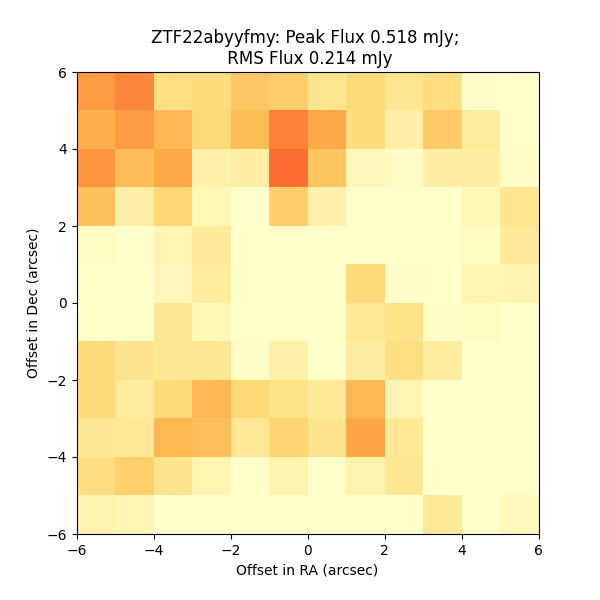 ZTF22abyyfmy: Peak Flux 0.518 mJy;
RMS Flux 0.214 mJy
6
4
2
0
−2
−4
−6
Offset in Dec (arcsec)
−6 −4 −2 0 2 4 6
Offset in RA (arcsec)